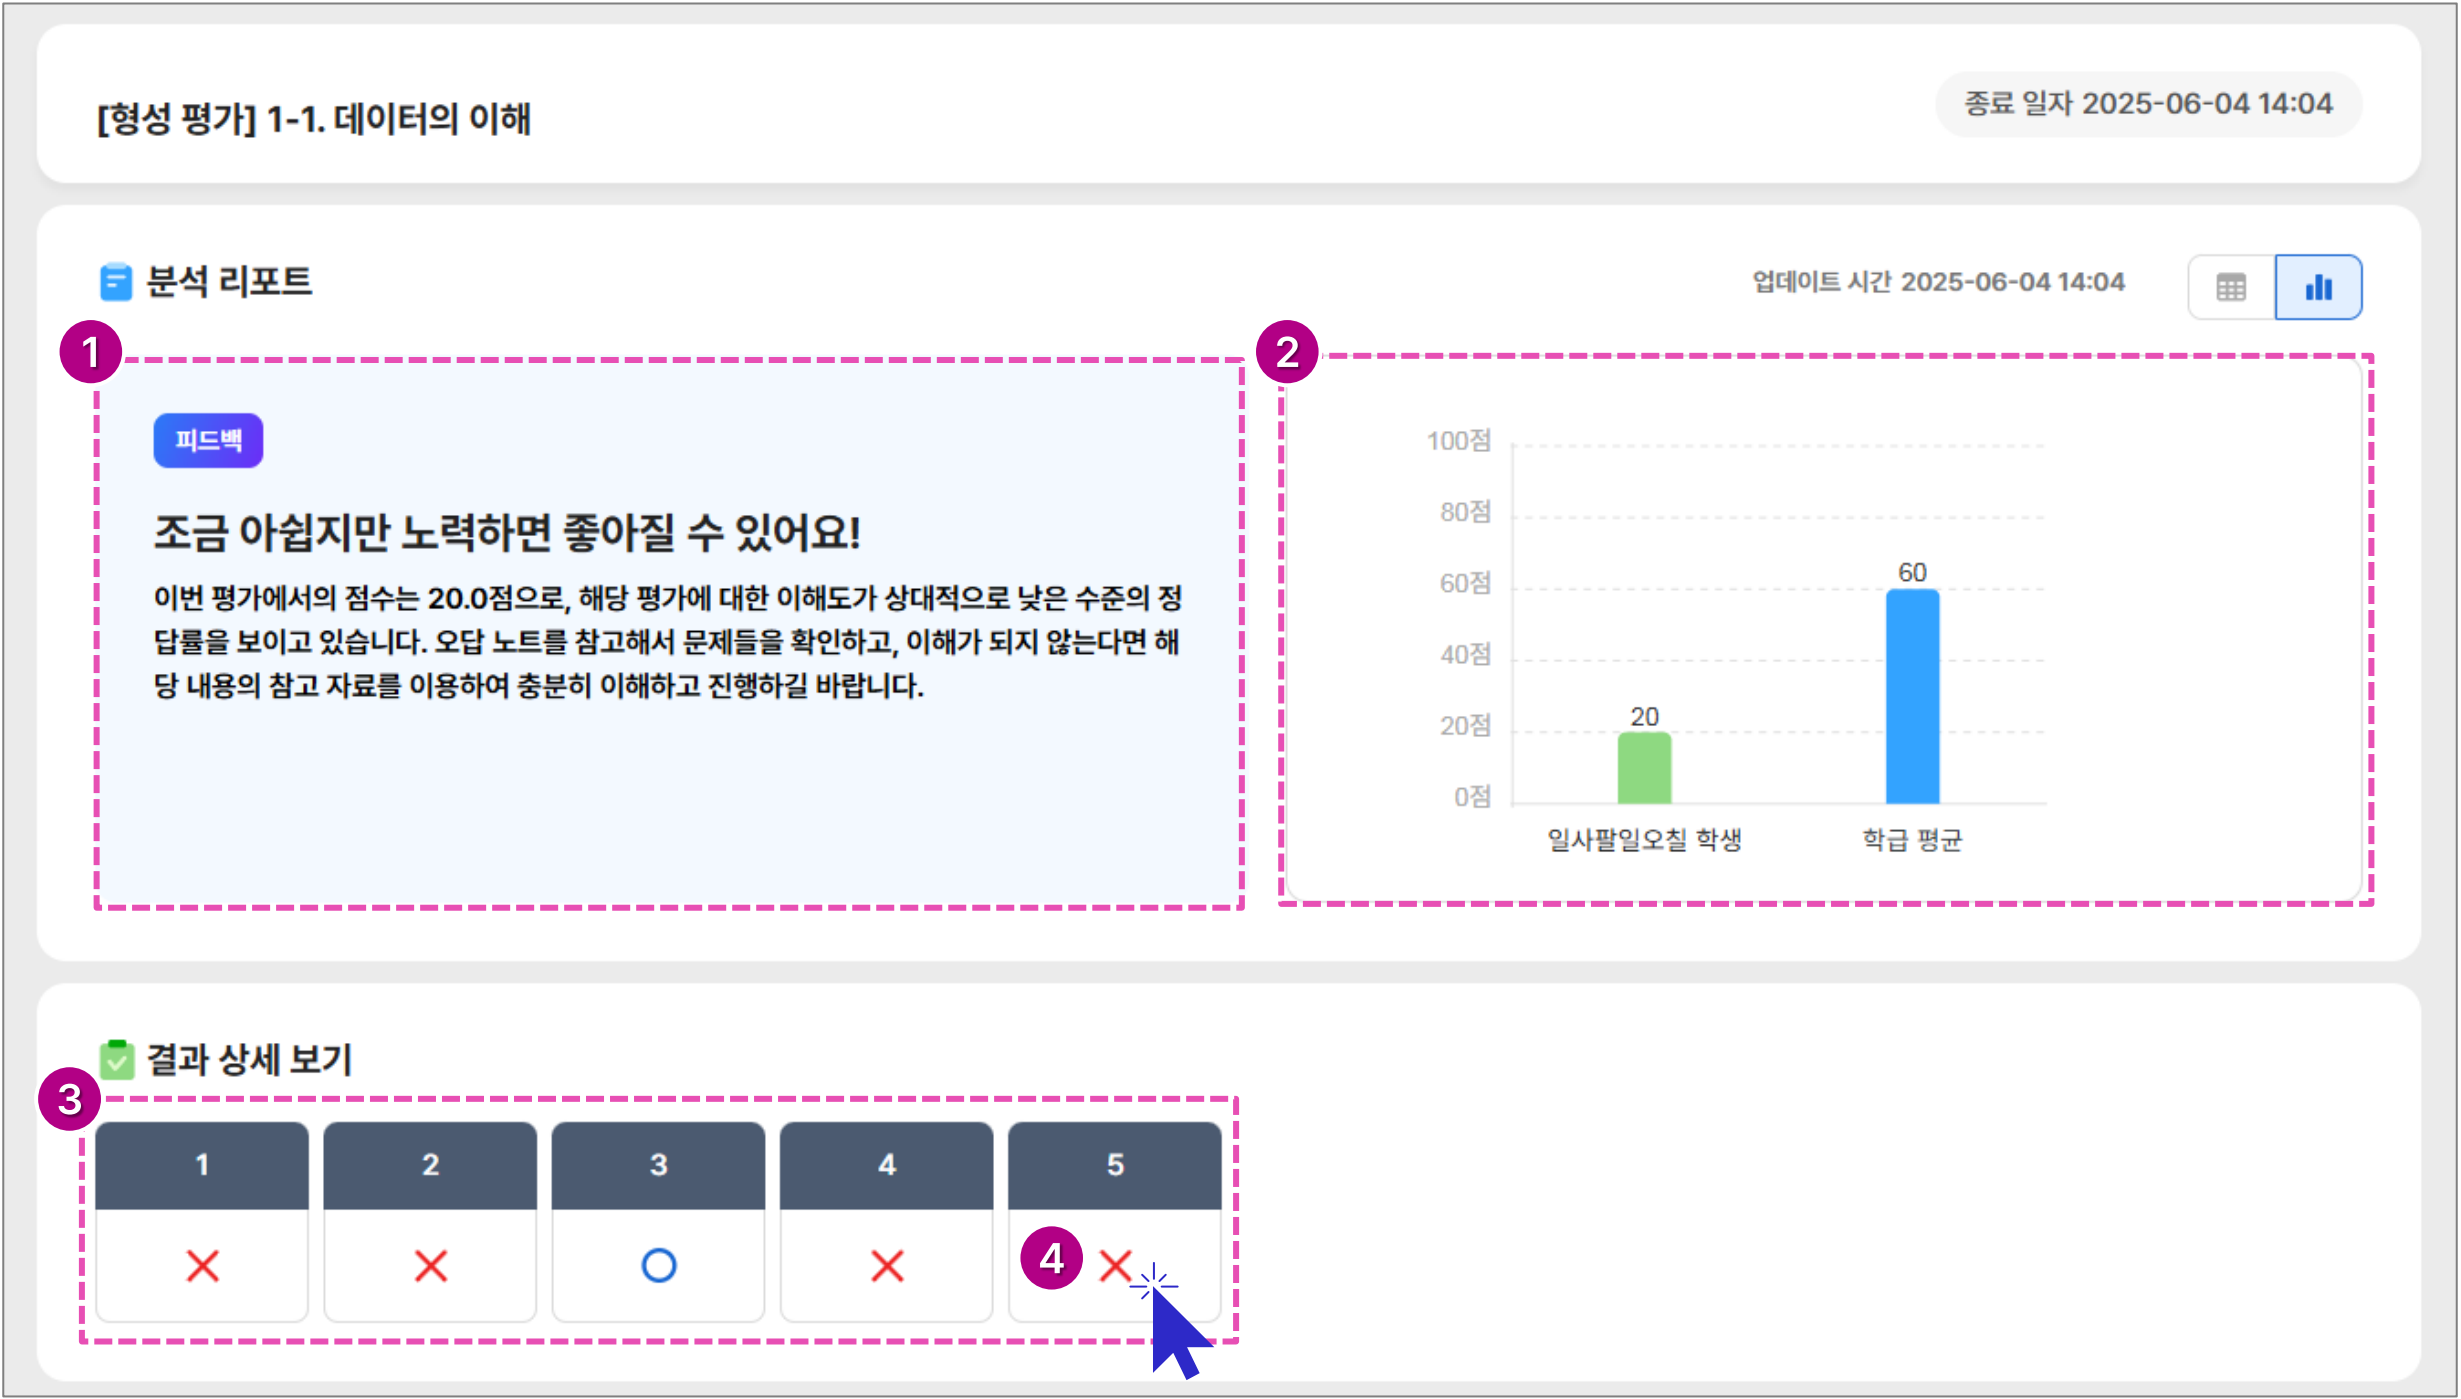 [형성 평가] 1-1. 데이터의 이해
종료 일자 2025-06-04 14:04
분석 리포트
업데이트 시간 2025-06-04 14:04
1
피드백
조금 아쉽지만 노력하면 좋아질 수 있어요!
이번 평가에서의 점수는 20.0점으로, 해당 평가에 대한 이해도가 상대적으로 낮은 수준의 정
답률을 보이고 있습니다. 오답 노트를 참고해서 문제들을 확인하고, 이해가 되지 않는다면 해
당 내용의 참고 자료를 이용하여 충분히 이해하고 진행하길 바랍니다.
2
100점
80점
60점
40점
20점
0점
20
60
일사팔일오칠 학생
학급 평균
결과 상세 보기
3
1 2 3 4 5
4